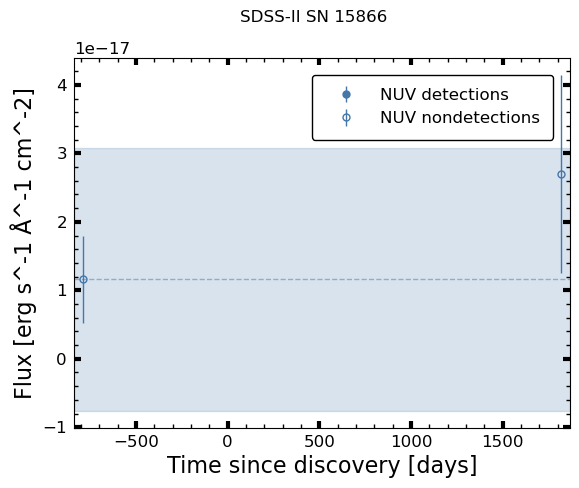 SDSS-II SN 15866
1e−17
NUV detections
NUV nondetections
4
3
2
1
0
−1
−500
0
500
1000
1500
Flux [erg s^-1 Å^-1 cm^-2]
Time since discovery [days]